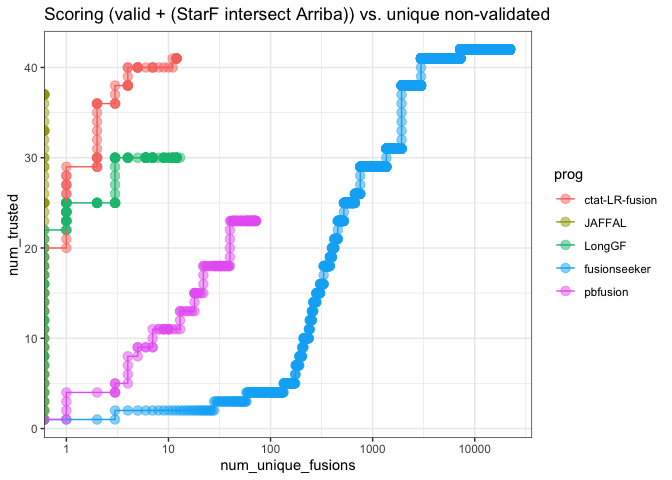 Scoring (valid + (StarF intersect Arriba)) vs. unique non-validated
num_trusted
40
30
20
10
0
1
10
100
1000
10000
num_unique_fusions
prog
ctat-LR-fusion
JAFFAL
LongGF
fusionseeker
pbfusion